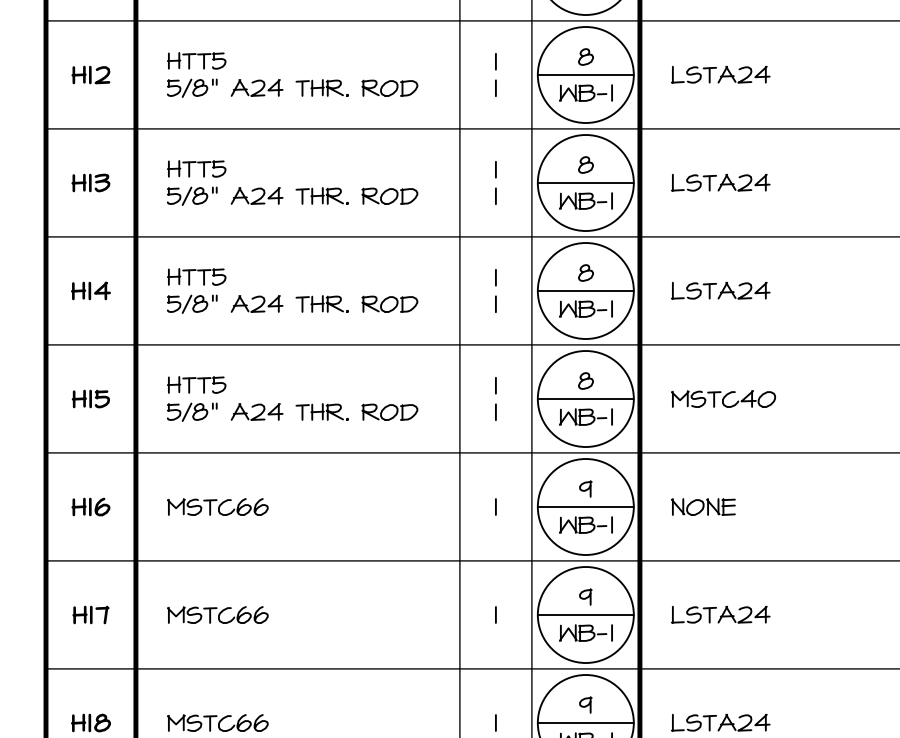 H12
HTT5
5/8" A24 THR. ROD
1
1
8
WB-1
LSTA24
H13
HTT5
5/8" A24 THR. ROD
1
1
8
WB-1
LSTA24
H14
HTT5
5/8" A24 THR. ROD
1
1
8
WB-1
LSTA24
H15
HTT5
5/8" A24 THR. ROD
1
1
8
WB-1
MSTC40
H16
MSTC66
1
9
WB-1
NONE
H17
MSTC66
1
9
WB-1
LSTA24
H18
MSTC66
1
9
WB-1
LSTA24